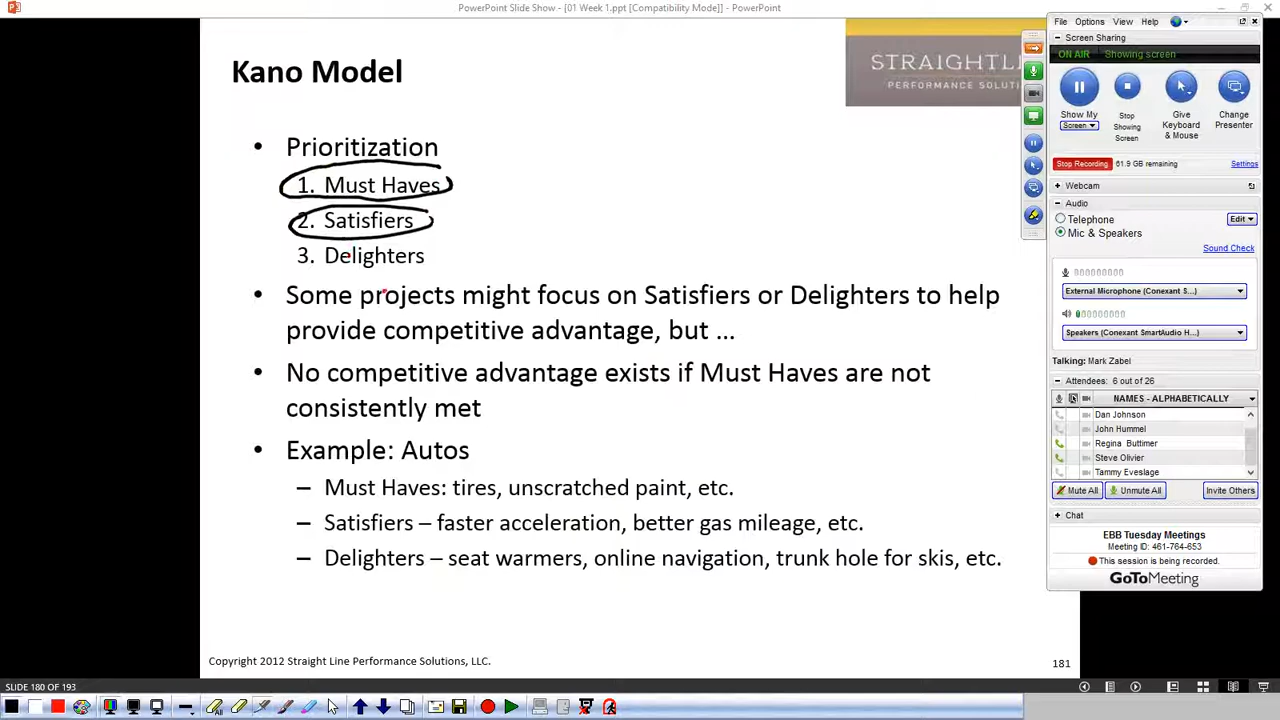 PowerPoint Slide Show - [01 Week 1.ppt [Compatibility Mode]] - PowerPoint
File Options View Help
Screen Sharing
ON AIR Showing screen
Show My
Screen
Stop
Showing
Screen
Give
Keyboard
& Mouse
Change
Presenter
Stop Recording 61.9 GB remaining Settings
Webcam
Audio
Telephone
Mic & Speakers
Edit
Sound Check
External Microphone (Conexant S...)
Speakers (Conexant SmartAudio H...)
Talking: Mark Zabel
Attendees: 6 out of 26
NAMES - ALPHABETICALLY
Dan Johnson
John Hummel
Regina Buttimer
Steve Olivier
Tammy Eveslage
Mute All Unmute All Invite Others
Chat
EBB Tuesday Meetings
Meeting ID: 461-764-653
This session is being recorded.
GoToMeeting
STRAIGHTL
PERFORMANCE SOLUTI
Kano Model
• Prioritization
1. Must Haves
2. Satisfiers
3. Delighters
• Some projects might focus on Satisfiers or Delighters to help
provide competitive advantage, but ...
• No competitive advantage exists if Must Haves are not
consistently met
• Example: Autos
– Must Haves: tires, unscratched paint, etc.
– Satisfiers – faster acceleration, better gas mileage, etc.
– Delighters – seat warmers, online navigation, trunk hole for skis, etc.
Copyright 2012 Straight Line Performance Solutions, LLC.
181
SLIDE 180 OF 193